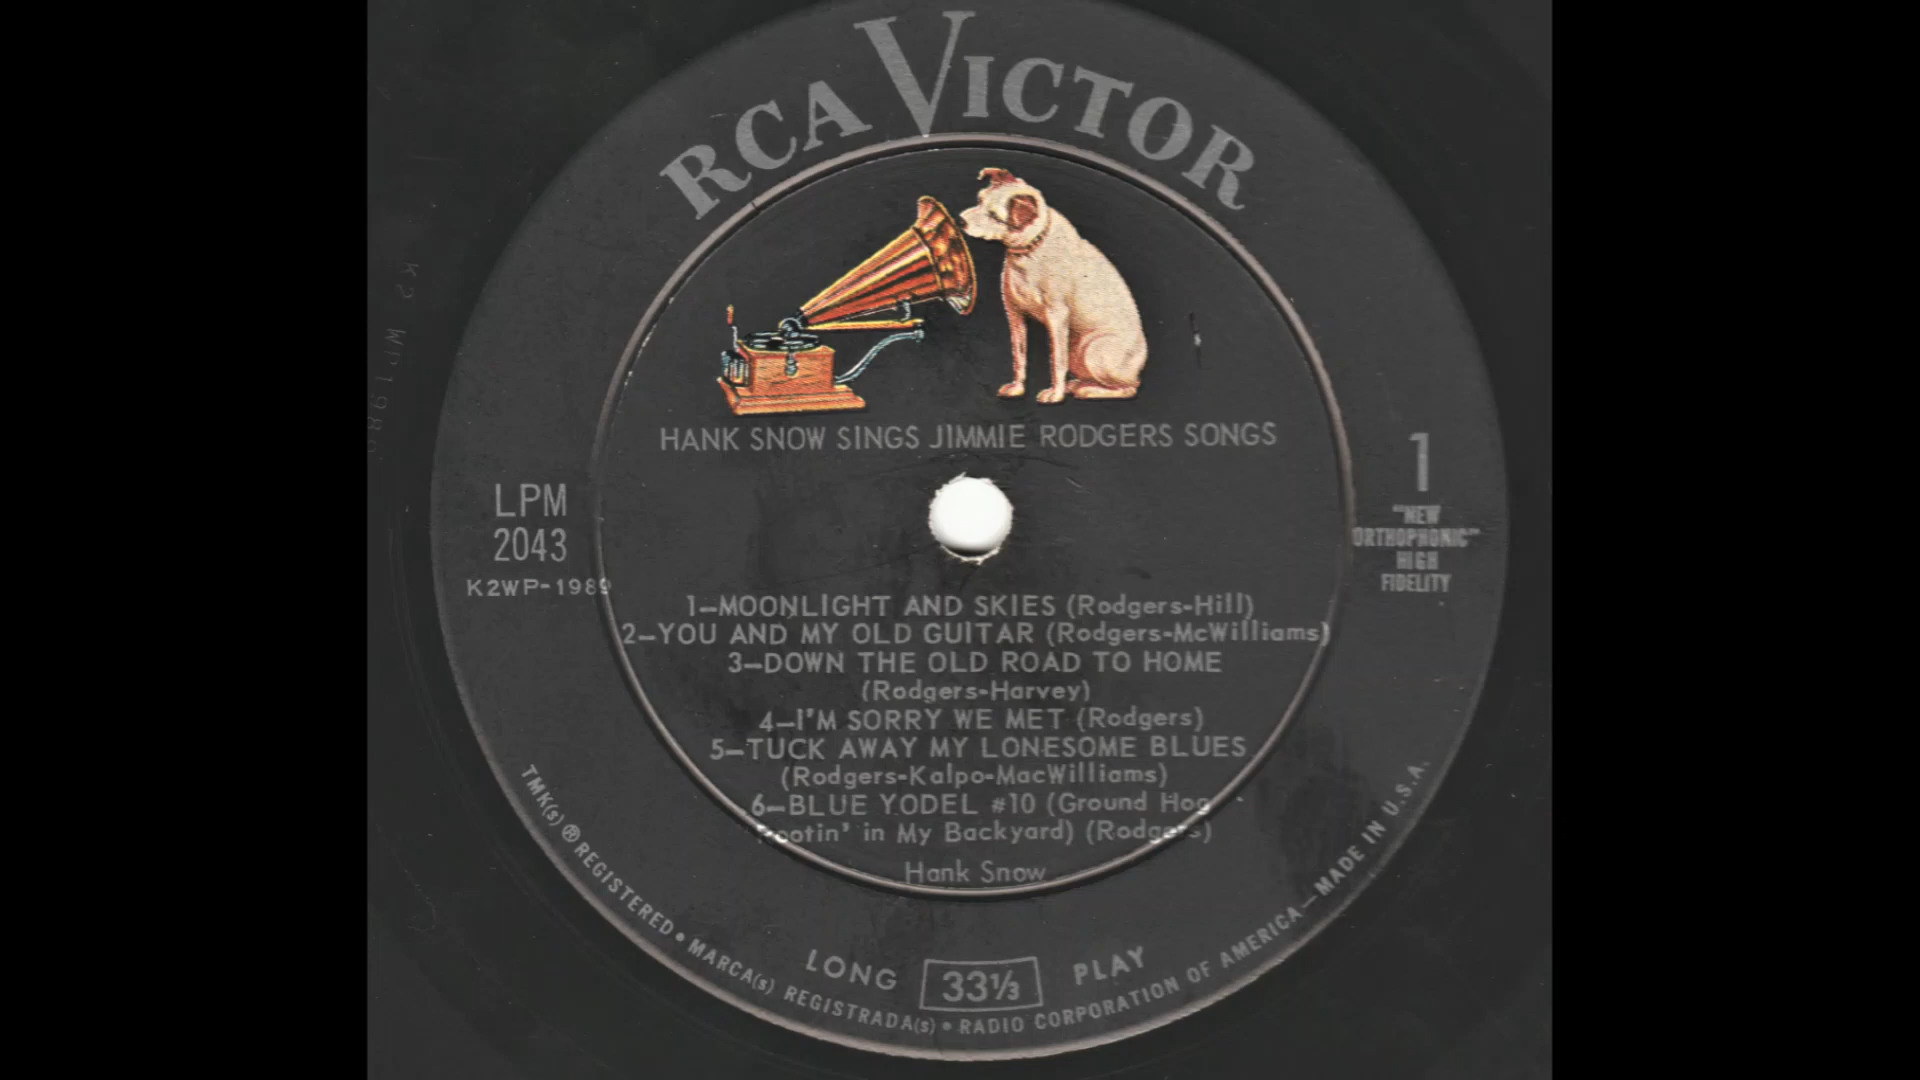 RCA VICTOR
HANK SNOW SINGS JIMMIE RODGERS SONGS
LPM
2043
K2WP-1989
1
"NEW
ORTHOPHONIC"
HIGH
FIDELITY
1—MOONLIGHT AND SKIES (Rodgers-Hill)
2—YOU AND MY OLD GUITAR (Rodgers-McWilliams)
3—DOWN THE OLD ROAD TO HOME
(Rodgers-Harvey)
4—I'M SORRY WE MET (Rodgers)
5—TUCK AWAY MY LONESOME BLUES
(Rodgers-Kalpo-MacWilliams)
6—BLUE YODEL #10 (Ground Hog
Rootin' in My Backyard) (Rodgers)
Hank Snow
LONG 33⅓ PLAY
TMK(s) ® REGISTERED • MARCA(s) REGISTRADA(s) • RADIO CORPORATION OF AMERICA—MADE IN U.S.A.